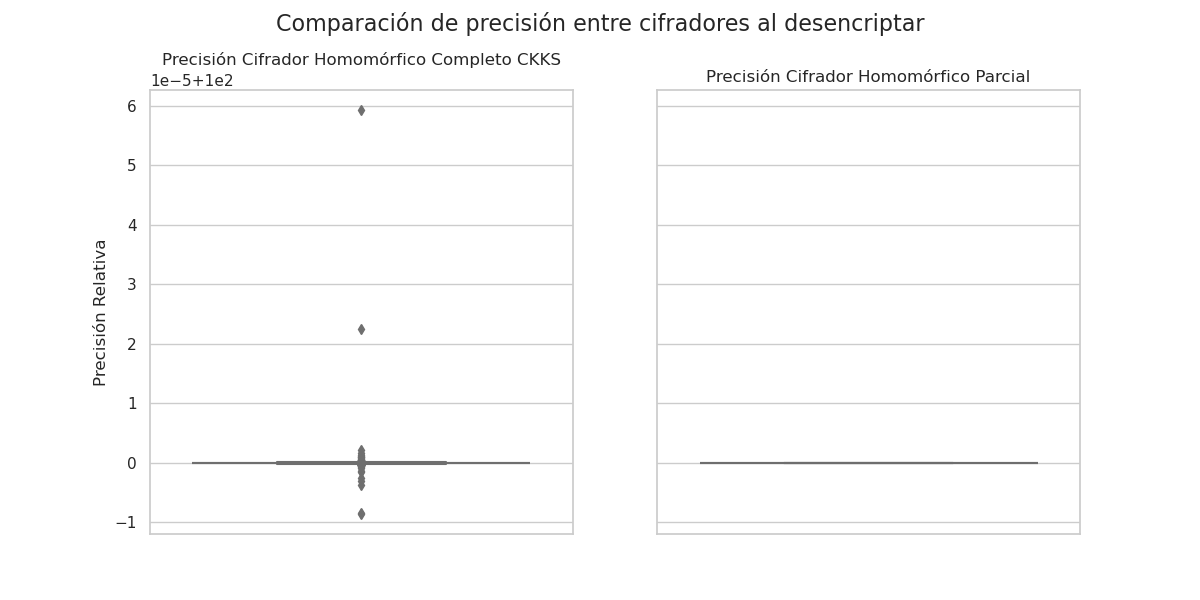 Comparación de precisión entre cifradores al desencriptar
Precisión Cifrador Homomórfico Completo CKKS
1e−5+1e2
6
5
4
3
2
1
0
−1
Precisión Relativa
Precisión Cifrador Homomórfico Parcial